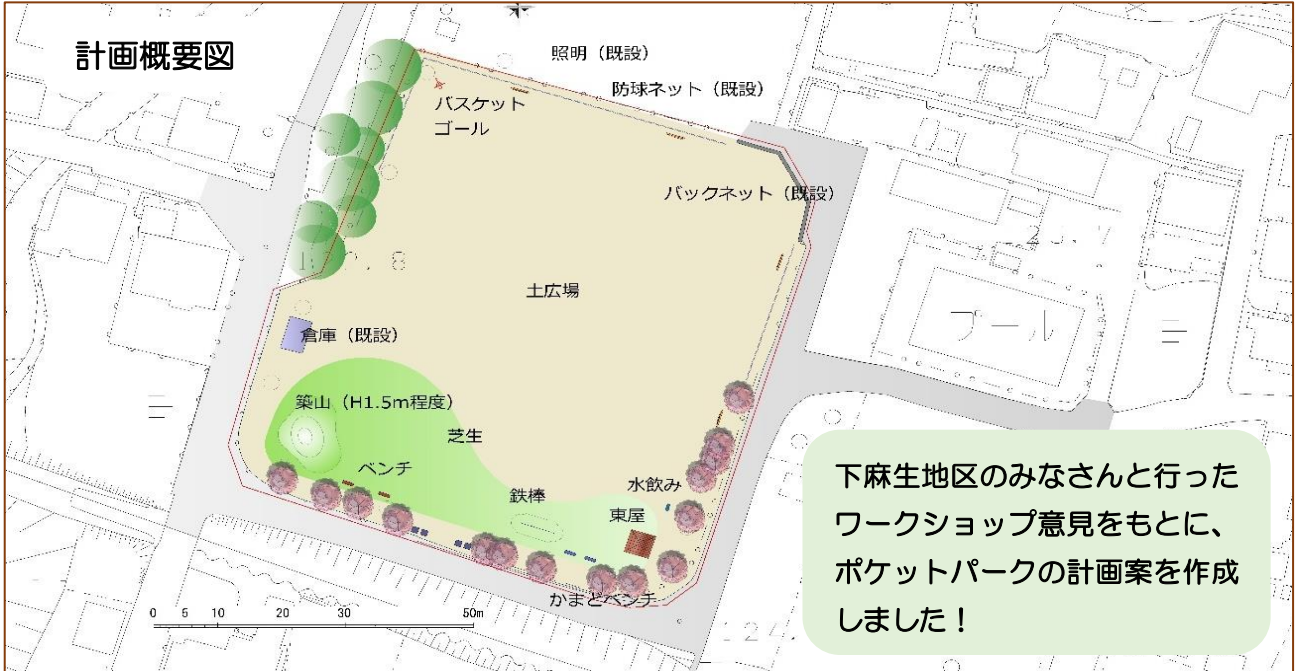 計画概要図
照明（既設）
防球ネット（既設）
バスケット
ゴール
バックネット（既設）
土広場
プール
倉庫（既設）
築山（H1.5m程度）
芝生
ベンチ
鉄棒
水飲み
東屋
かまどベンチ
0 5 10 20 30 50m
下麻生地区のみなさんと行った
ワークショップ意見をもとに、
ポケットパークの計画案を作成
しました！